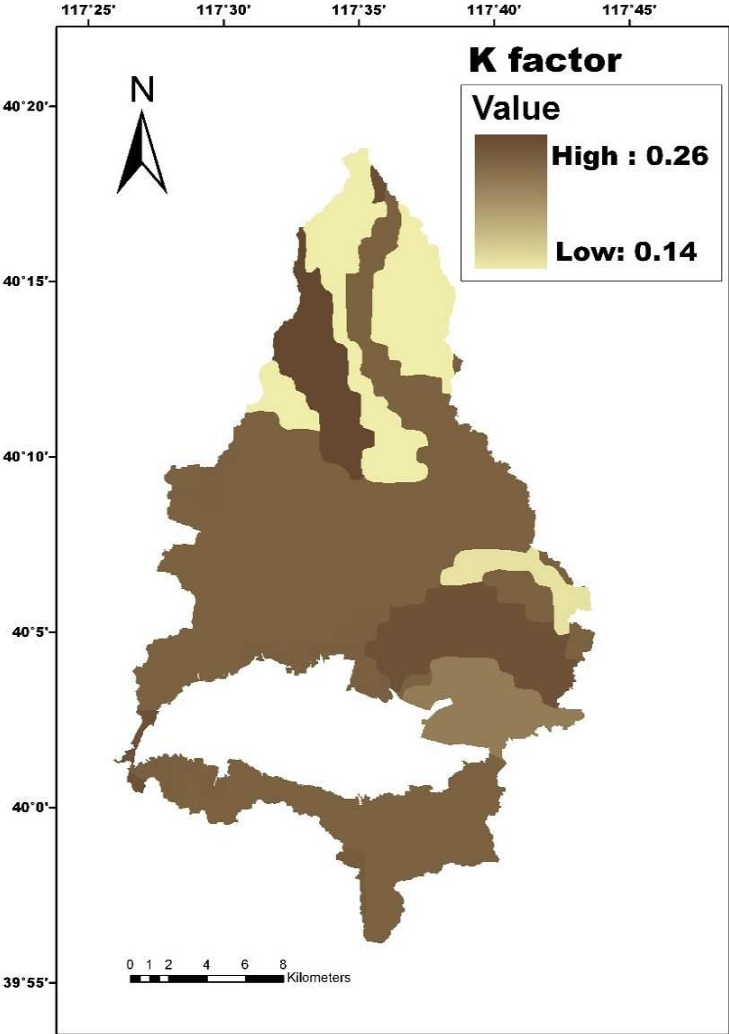 117°25' 117°30' 117°35' 117°40' 117°45'
K factor
Value
N
40°20'
High : 0.26
Low: 0.14
40°15'
40°10'
40°5'
40°0'
0 1 2 4 6 8
Kilometers
39°55'